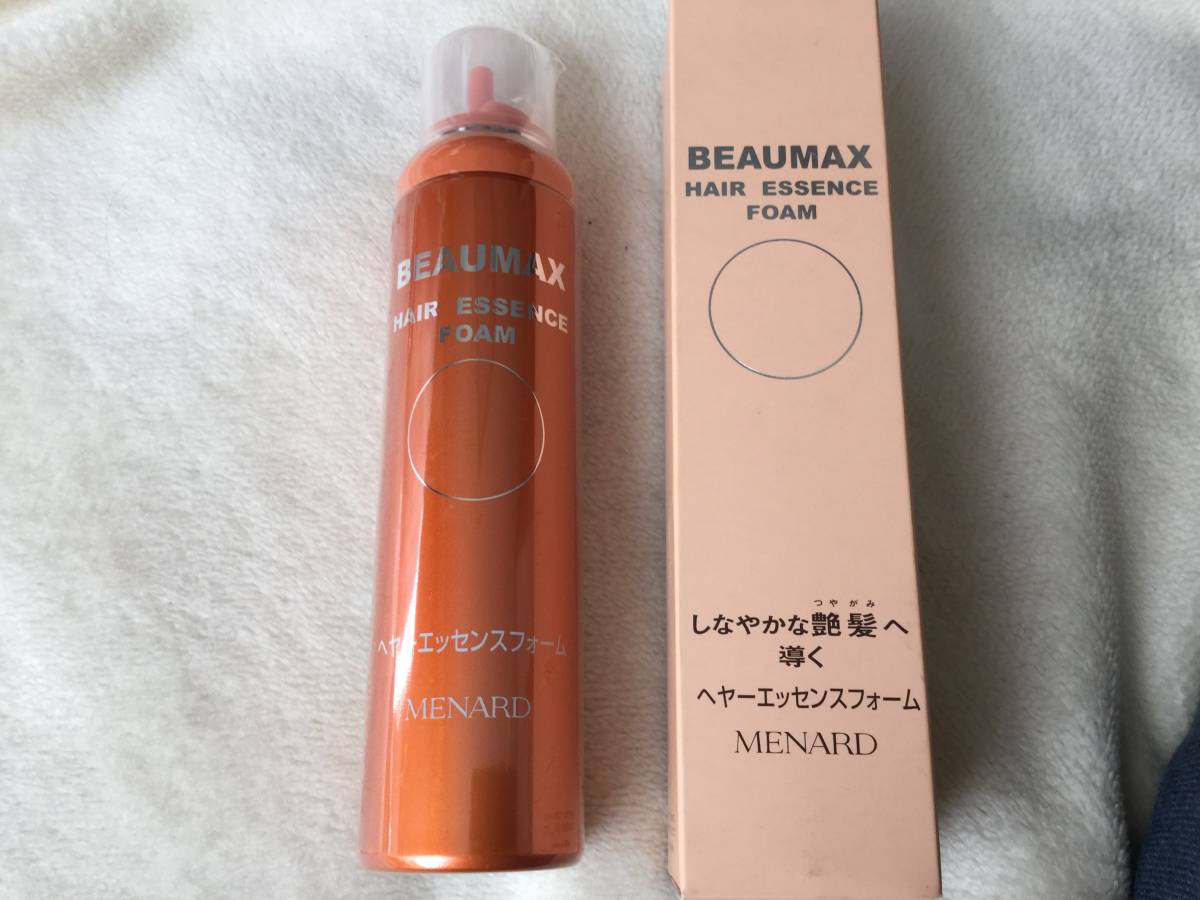 BEAUMAX
HAIR ESSENCE
FOAM
ヘヤーエッセンスフォーム
MENARD
BEAUMAX
HAIR ESSENCE
FOAM
つやがみ
しなやかな艶髪へ
導く
ヘヤーエッセンスフォーム
MENARD